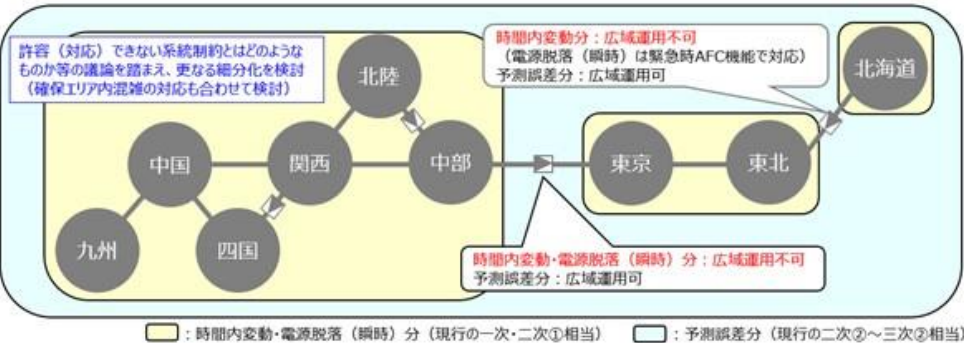 許容（対応）できない系統制約とはどのような
ものか等の議論を踏まえ、更なる細分化を検討
（確保エリア内混雑の対応も合わせて検討）
時間内変動分：広域運用不可
（電源脱落（瞬時）は緊急時AFC機能で対応）
予測誤差分：広域運用可
北海道
北陸
中国
関西
中部
東京
東北
九州
四国
時間内変動・電源脱落（瞬時）分：広域運用不可
予測誤差分：広域運用可
：時間内変動・電源脱落（瞬時）分（現行の一次・二次①相当）
：予測誤差分（現行の二次②～三次②相当）